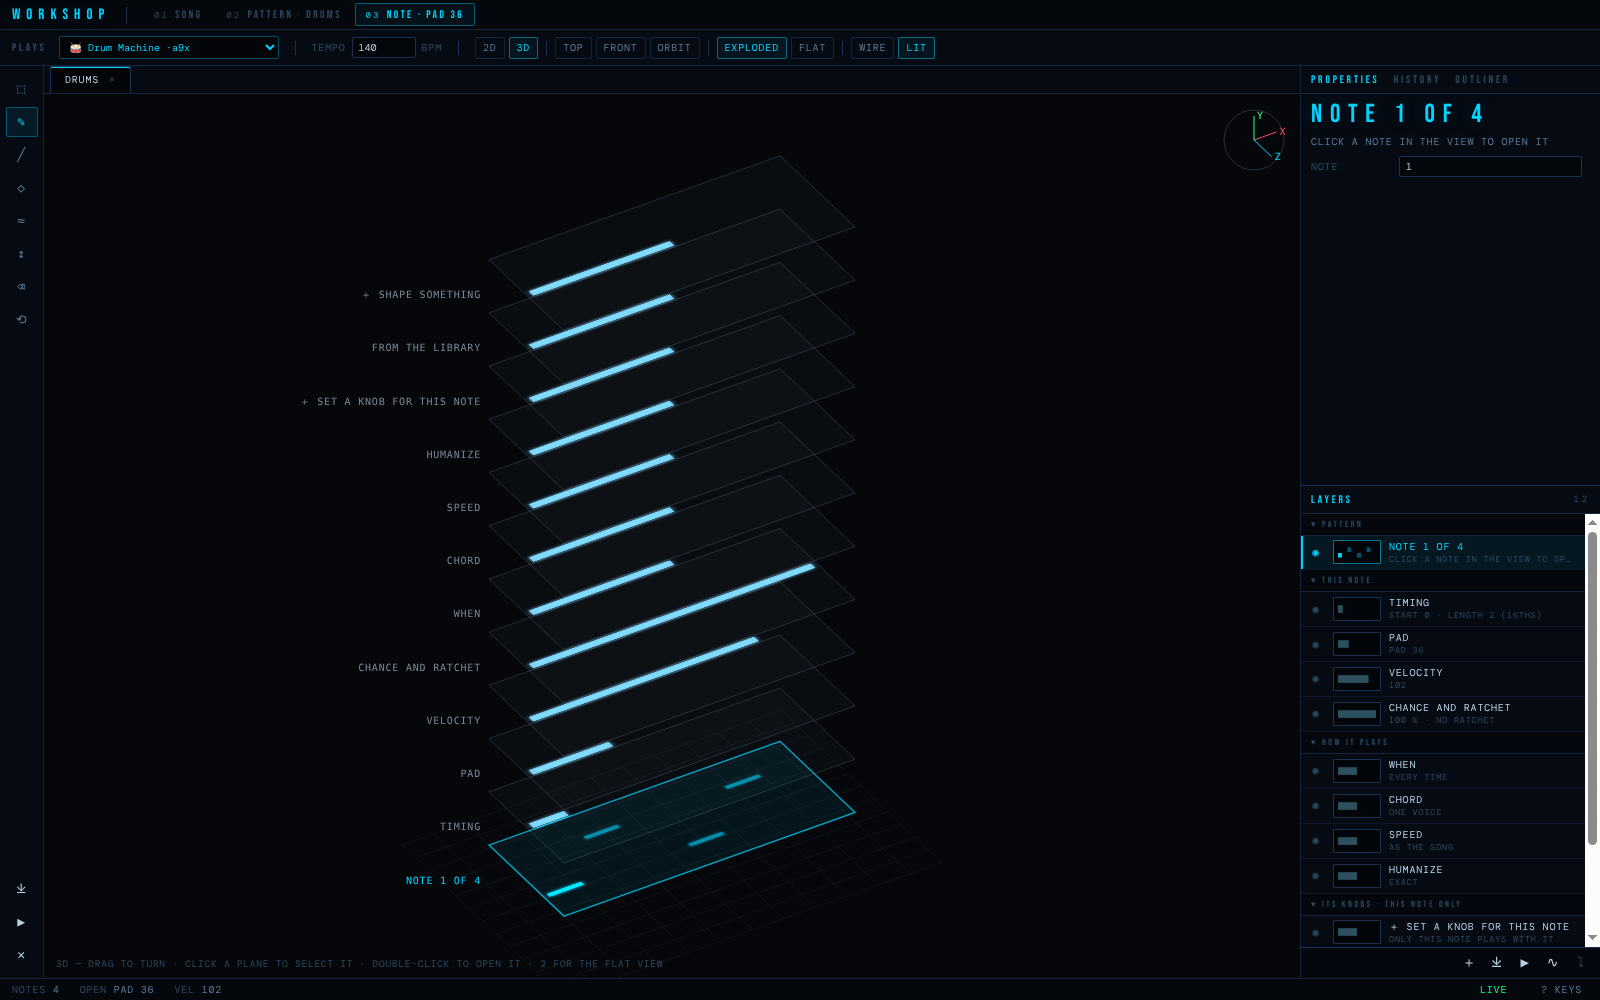 WORKSHOP
01 SONG
02 PATTERN · DRUMS
03 NOTE · PAD 36
PLAYS
Drum Machine ·a9x
TEMPO
140
BPM
2D
3D
TOP
FRONT
ORBIT
EXPLODED
FLAT
WIRE
LIT
DRUMS ×
Y
X
Z
+ SHAPE SOMETHING
FROM THE LIBRARY
+ SET A KNOB FOR THIS NOTE
HUMANIZE
SPEED
CHORD
WHEN
CHANCE AND RATCHET
VELOCITY
PAD
TIMING
NOTE 1 OF 4
3D — DRAG TO TURN · CLICK A PLANE TO SELECT IT · DOUBLE-CLICK TO OPEN IT · 2 FOR THE FLAT VIEW
PROPERTIES
HISTORY
OUTLINER
NOTE 1 OF 4
CLICK A NOTE IN THE VIEW TO OPEN IT
NOTE
1
LAYERS
12
▾ PATTERN
NOTE 1 OF 4
CLICK A NOTE IN THE VIEW TO OP…
▾ THIS NOTE
TIMING
START 0 · LENGTH 2 (16THS)
PAD
PAD 36
VELOCITY
102
CHANCE AND RATCHET
100 % · NO RATCHET
▾ HOW IT PLAYS
WHEN
EVERY TIME
CHORD
ONE VOICE
SPEED
AS THE SONG
HUMANIZE
EXACT
▾ ITS KNOBS · THIS NOTE ONLY
+ SET A KNOB FOR THIS NOTE
ONLY THIS NOTE PLAYS WITH IT
NOTES 4
OPEN PAD 36
VEL 102
LIVE
? KEYS